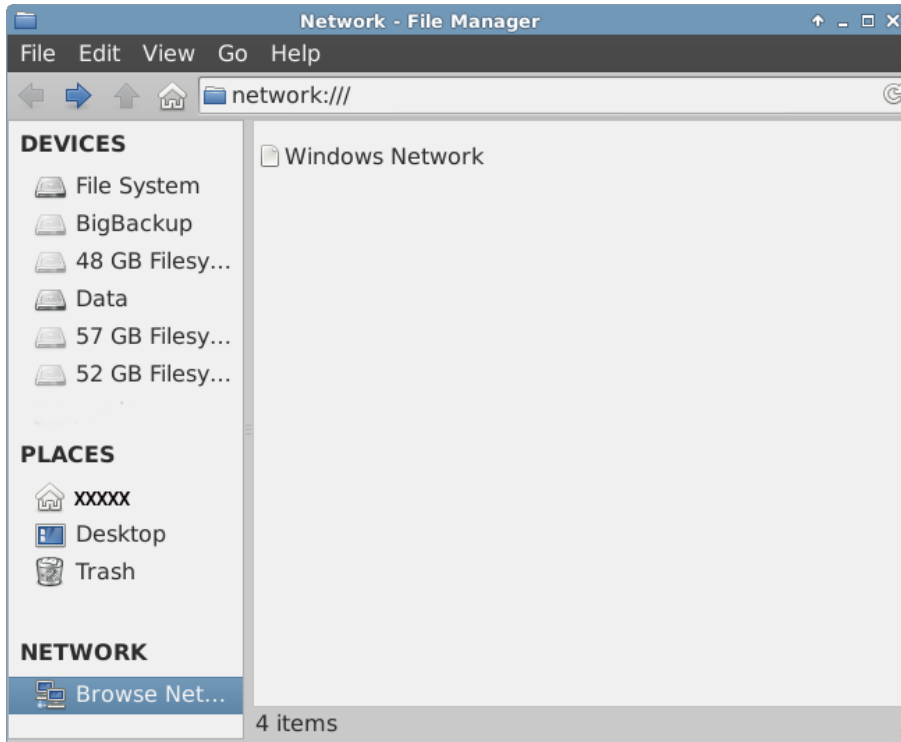 Network - File Manager
File Edit View Go Help
network:///
DEVICES
File System
BigBackup
48 GB Filesy...
Data
57 GB Filesy...
52 GB Filesy...
PLACES
xxxxx
Desktop
Trash
NETWORK
Browse Net...
Windows Network
4 items